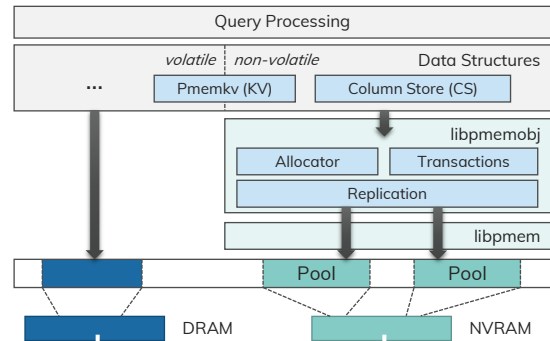 Query Processing
volatile non-volatile
Data Structures
...
Pmemkv (KV)
Column Store (CS)
libpmemobj
Allocator
Transactions
Replication
libpmem
Pool
Pool
DRAM
NVRAM